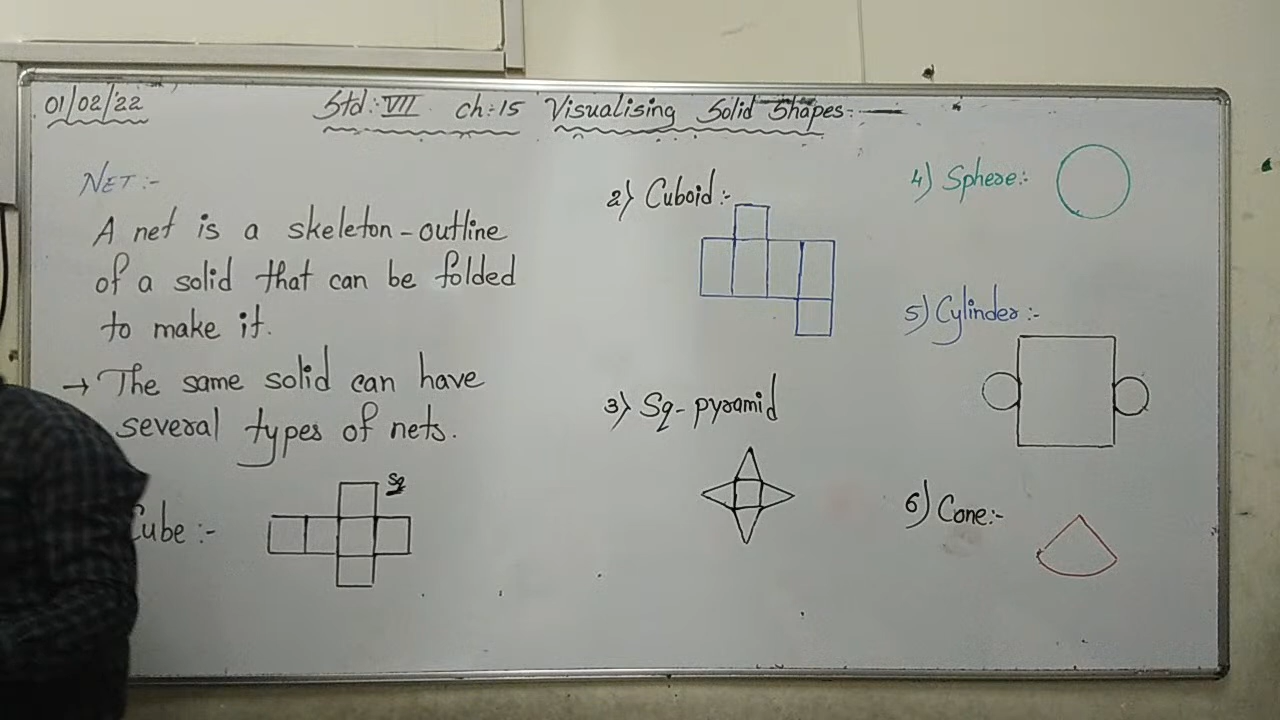 01/02/22
Std:VII ch:15 Visualising Solid Shapes:—
NET:-
A net is a skeleton-outline
of a solid that can be folded
to make it.
→ The same solid can have
several types of nets.
Cube:-
Sq
2) Cuboid:-
3) Sq-pyramid
4) Sphere:-
5) Cylinder:-
6) Cone:-